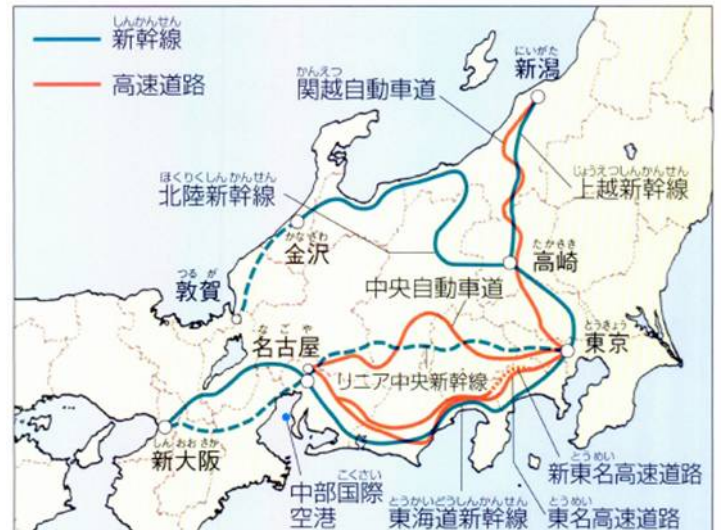 しんかんせん
新幹線
高速道路
にいがた
新潟
かんえつ
関越自動車道
じょうえつしんかんせん
上越新幹線
ほくりくしんかんせん
北陸新幹線
かなざわ
金沢
たかさき
高崎
つるが
敦賀
中央自動車道
なごや
名古屋
とうきょう
東京
リニア中央新幹線
しんおおさか
新大阪
とうめい
新東名高速道路
こくさい
中部国際
空港
とうかいどうしんかんせん
東海道新幹線
とうめい
東名高速道路